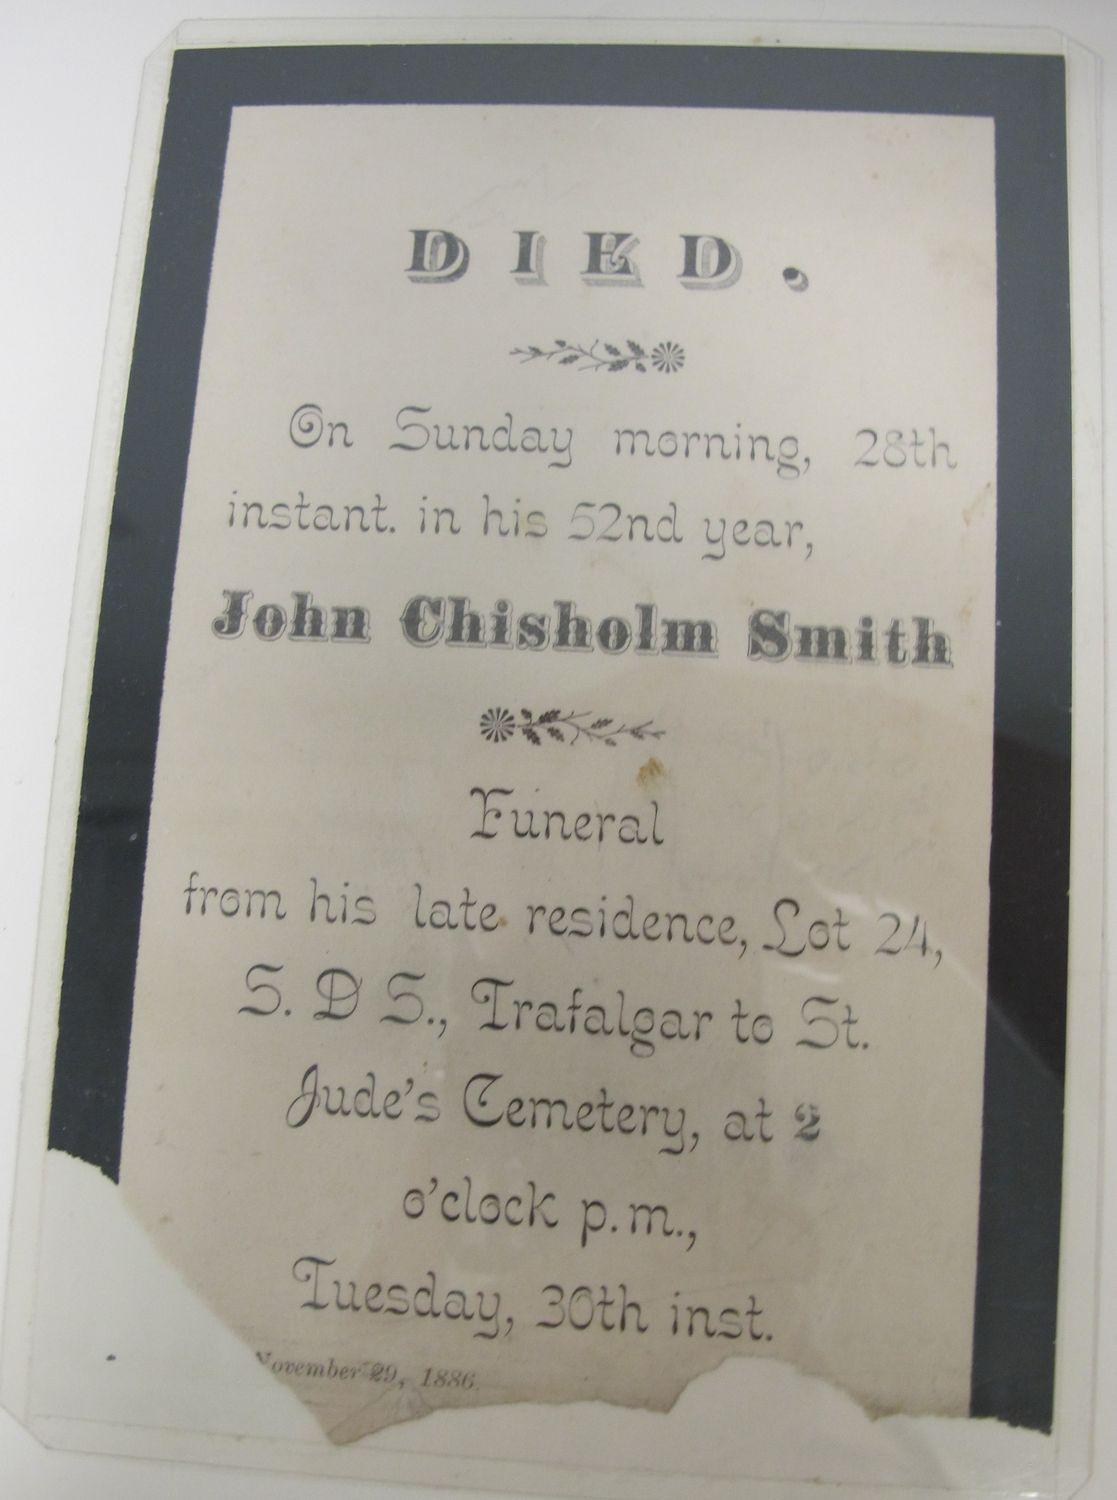 DIED.
On Sunday morning, 28th
instant. in his 52nd year,
John Chisholm Smith
Funeral
from his late residence, Lot 24,
S. D S., Trafalgar to St.
Jude's Cemetery, at 2
o'clock p.m.,
Tuesday, 30th inst.
November 29, 1886.